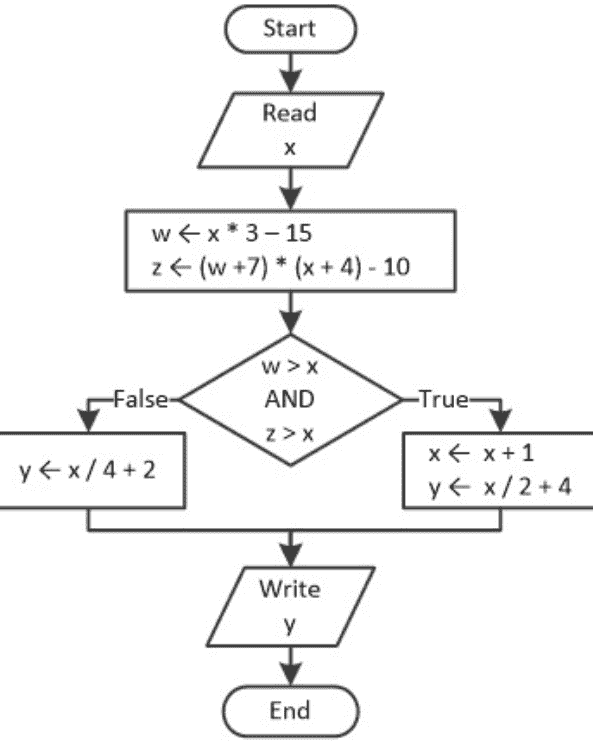 Start
Read
x
w ← x * 3 – 15
z ← (w +7) * (x + 4) - 10
w > x
AND
z > x
False
True
y ← x / 4 + 2
x ← x + 1
y ← x / 2 + 4
Write
y
End